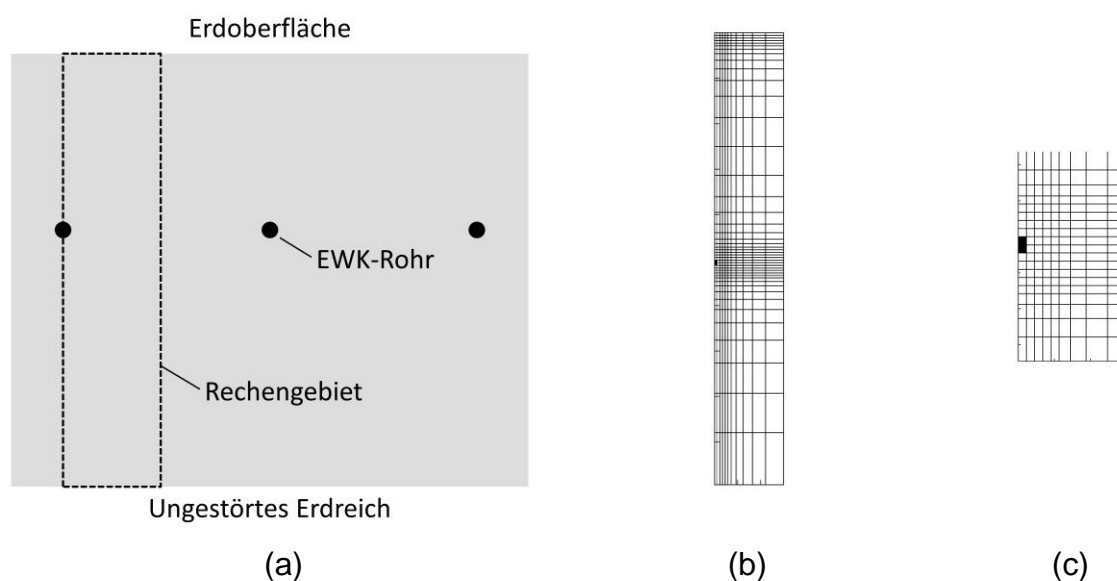 Erdoberfläche
EWK-Rohr
Rechengebiet
Ungestörtes Erdreich
(a)
(b)
(c)